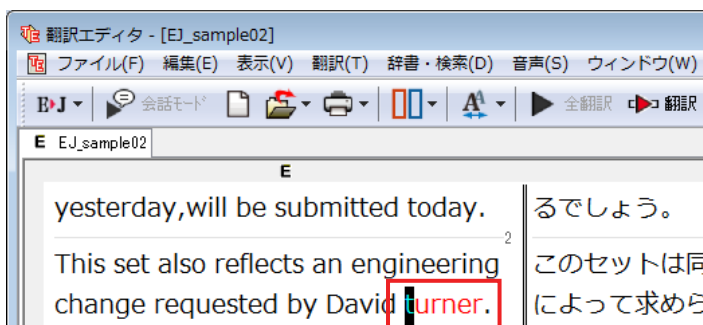 翻訳エディタ - [EJ_sample02]
ファイル(F) 編集(E) 表示(V) 翻訳(T) 辞書・検索(D) 音声(S) ウィンドウ(W)
E›J 会話モード 全翻訳 翻訳
E EJ_sample02
E
yesterday,will be submitted today.
るでしょう。
2
This set also reflects an engineering
change requested by David turner.
このセットは同
によって求めら